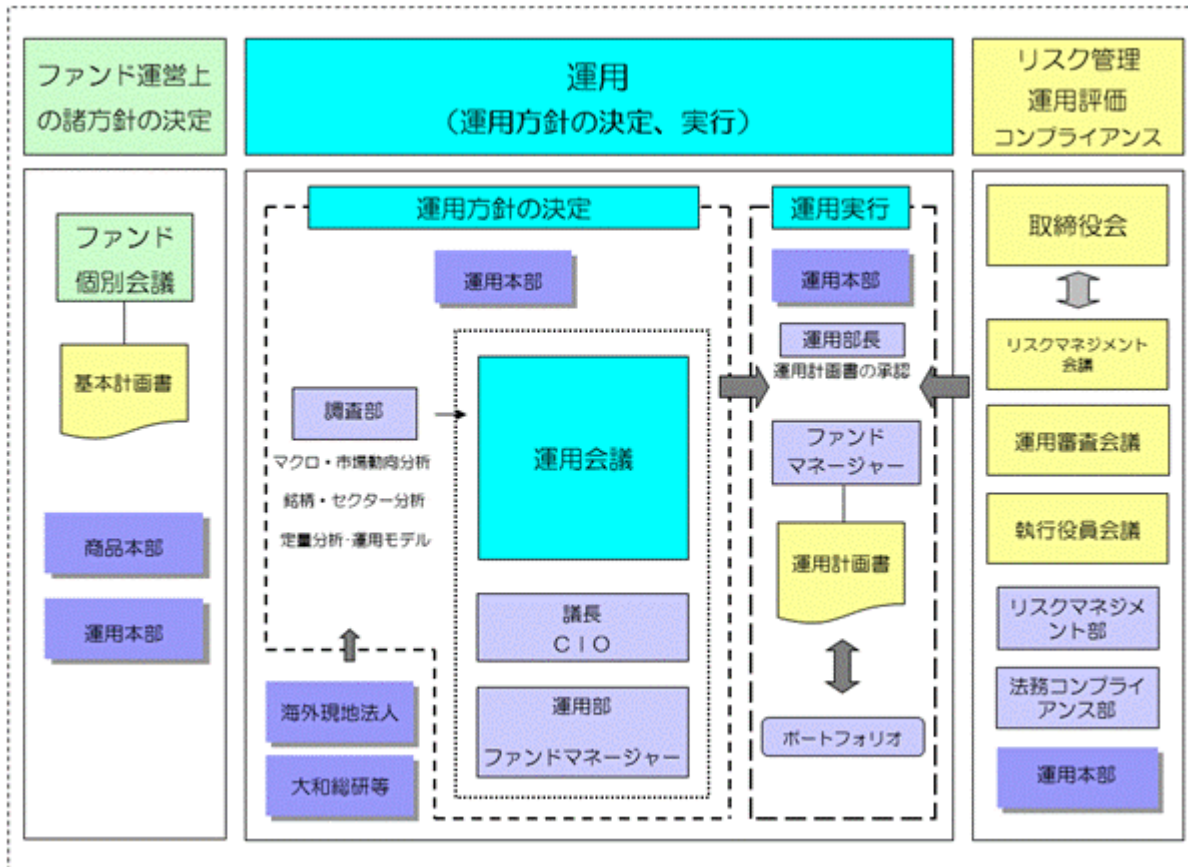 ファンド運営上
の諸方針の決定
運用
（運用方針の決定、実行）
リスク管理
運用評価
コンプライアンス
ファンド
個別会議
基本計画書
商品本部
運用本部
運用方針の決定
運用本部
調査部
マクロ・市場動向分析
銘柄・セクター分析
定量分析・運用モデル
運用会議
議長
ＣＩＯ
運用部
ファンドマネージャー
海外現地法人
大和総研等
運用実行
運用本部
運用部長
運用計画書の承認
ファンド
マネージャー
運用計画書
ポートフォリオ
取締役会
リスクマネジメント
会議
運用審査会議
執行役員会議
リスクマネジメ
ント部
法務コンプライ
アンス部
運用本部